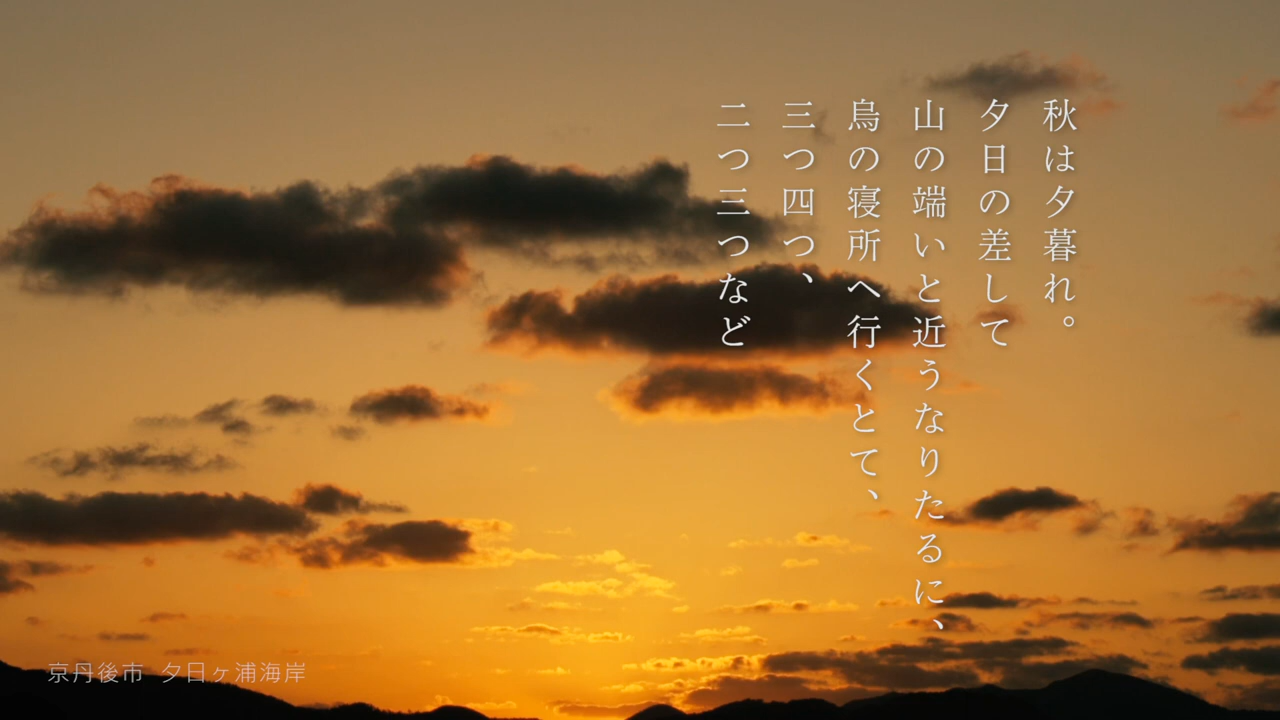 秋は夕暮れ。
夕日の差して
山の端いと近うなりたるに、
烏の寝所へ行くとて、
三つ四つ、
二つ三つなど
京丹後市 夕日ヶ浦海岸